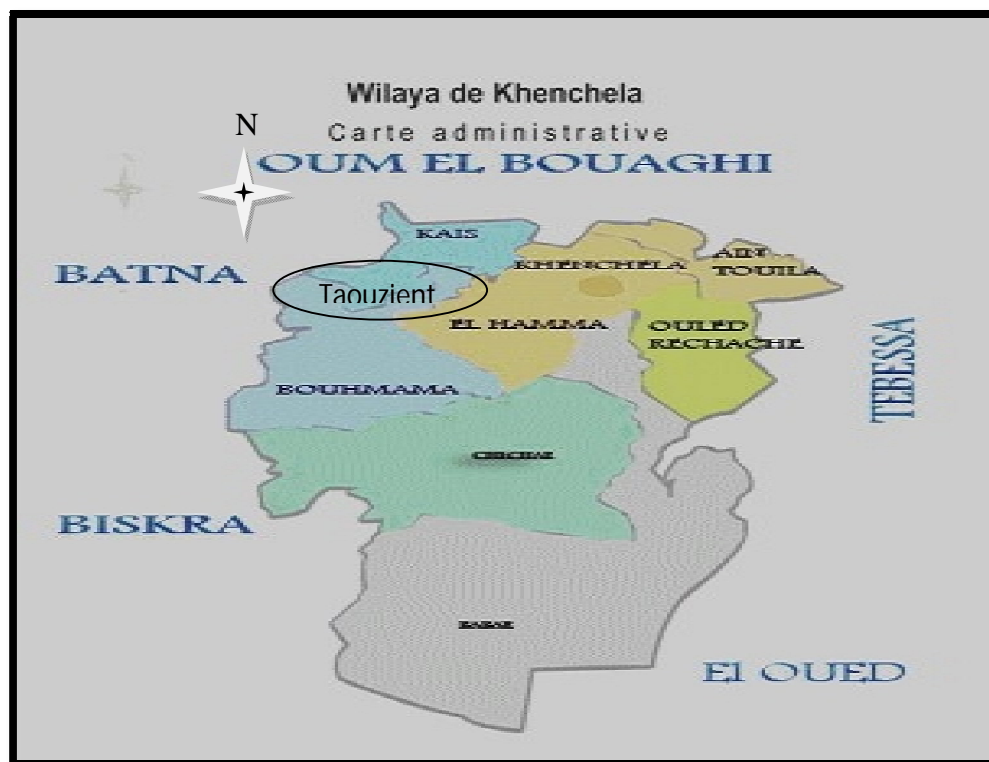 Wilaya de Khenchela
Carte administrative
N
OUM EL BOUAGHI
KAIS
BATNA
KHENCHELA
AIN
TOUILA
Taouzient
EL HAMMA
OULED
RECHACHE
TEBESSA
BOUHMAMA
BISKRA
El OUED